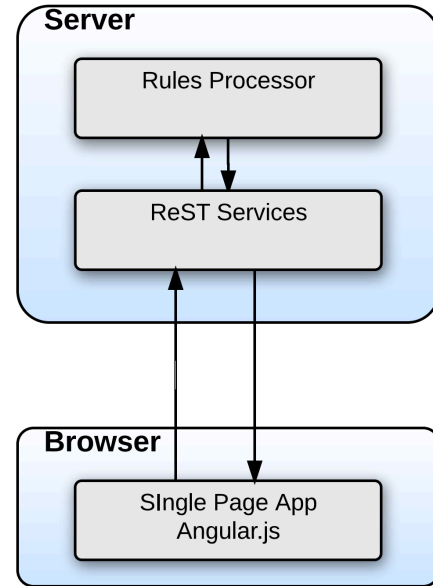 Server
Rules Processor
ReST Services
Browser
SIngle Page App
Angular.js